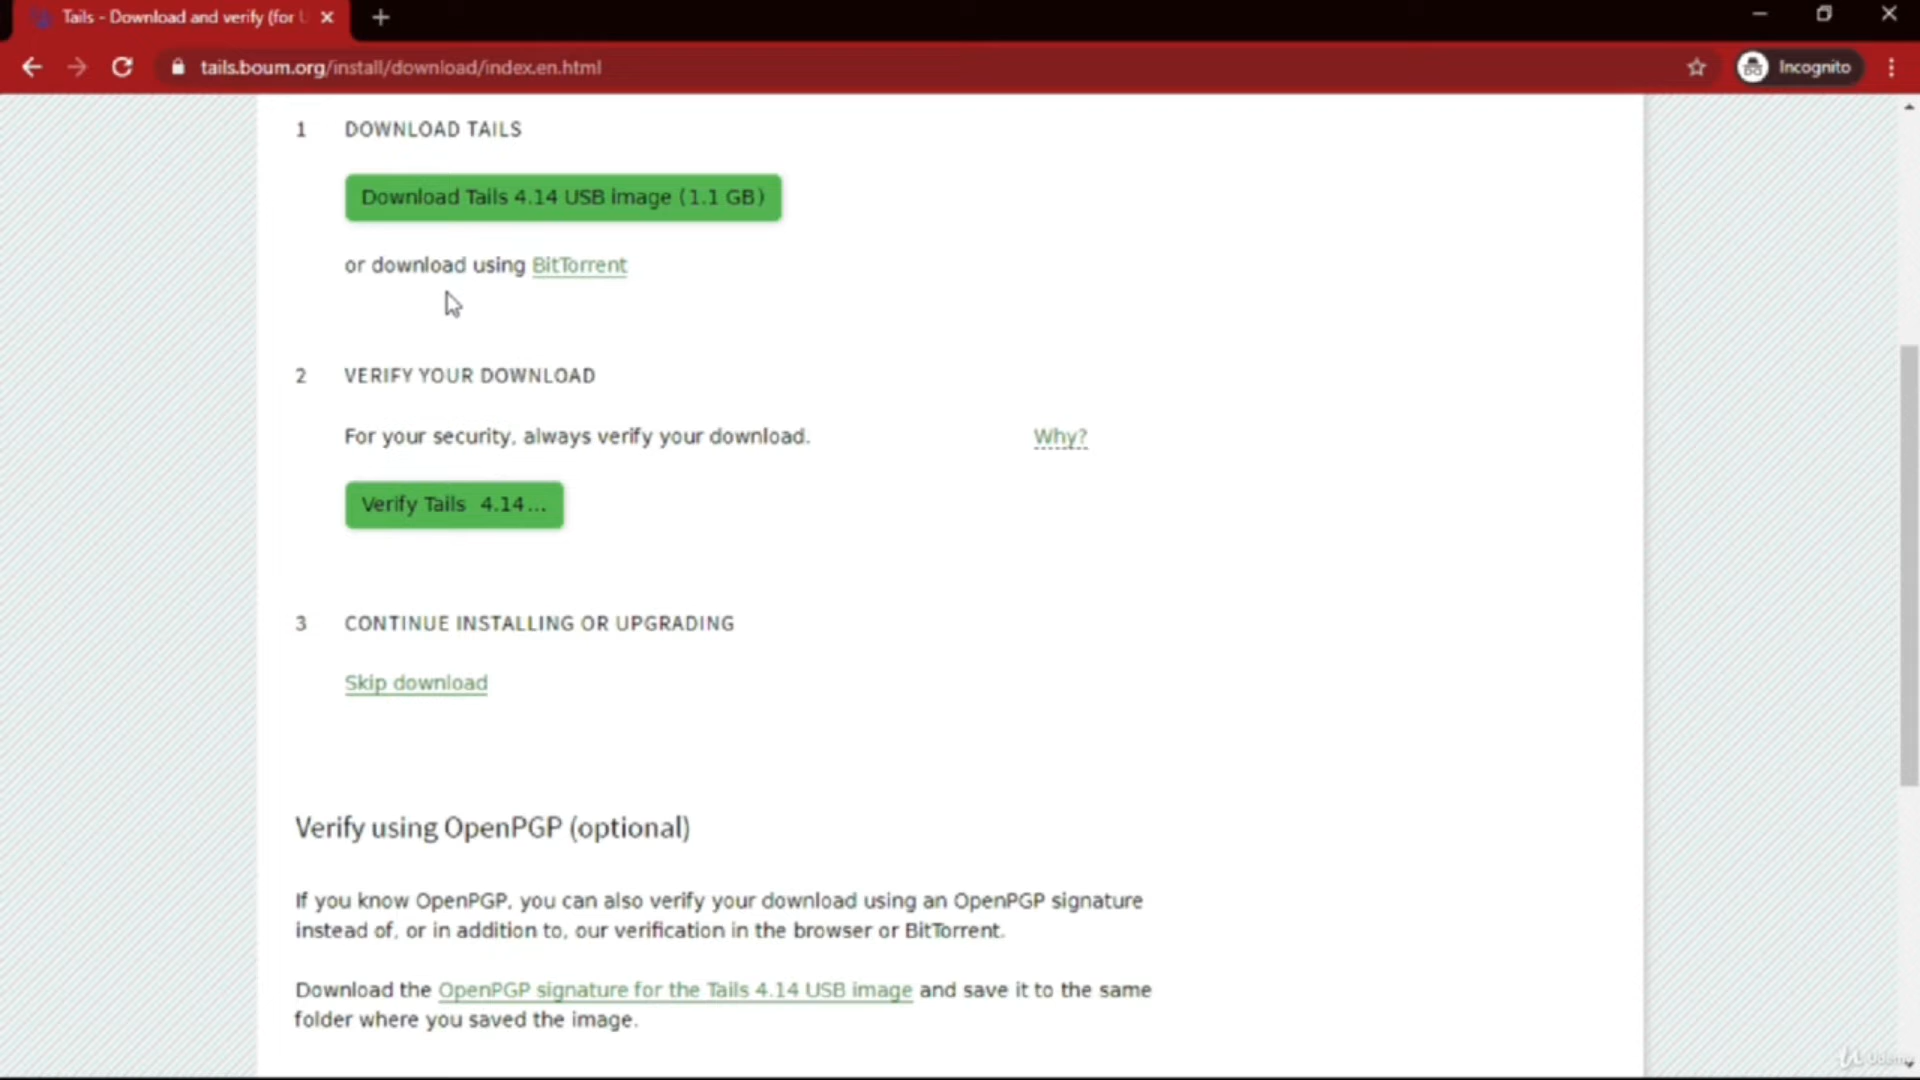 Tails - Download and verify (for
tails.boum.org/install/download/index.en.html
Incognito
1 DOWNLOAD TAILS
Download Tails 4.14 USB image (1.1 GB)
or download using BitTorrent
2 VERIFY YOUR DOWNLOAD
For your security, always verify your download. Why?
Verify Tails 4.14...
3 CONTINUE INSTALLING OR UPGRADING
Skip download
Verify using OpenPGP (optional)
If you know OpenPGP, you can also verify your download using an OpenPGP signature
instead of, or in addition to, our verification in the browser or BitTorrent.
Download the OpenPGP signature for the Tails 4.14 USB image and save it to the same
folder where you saved the image.
Udemy